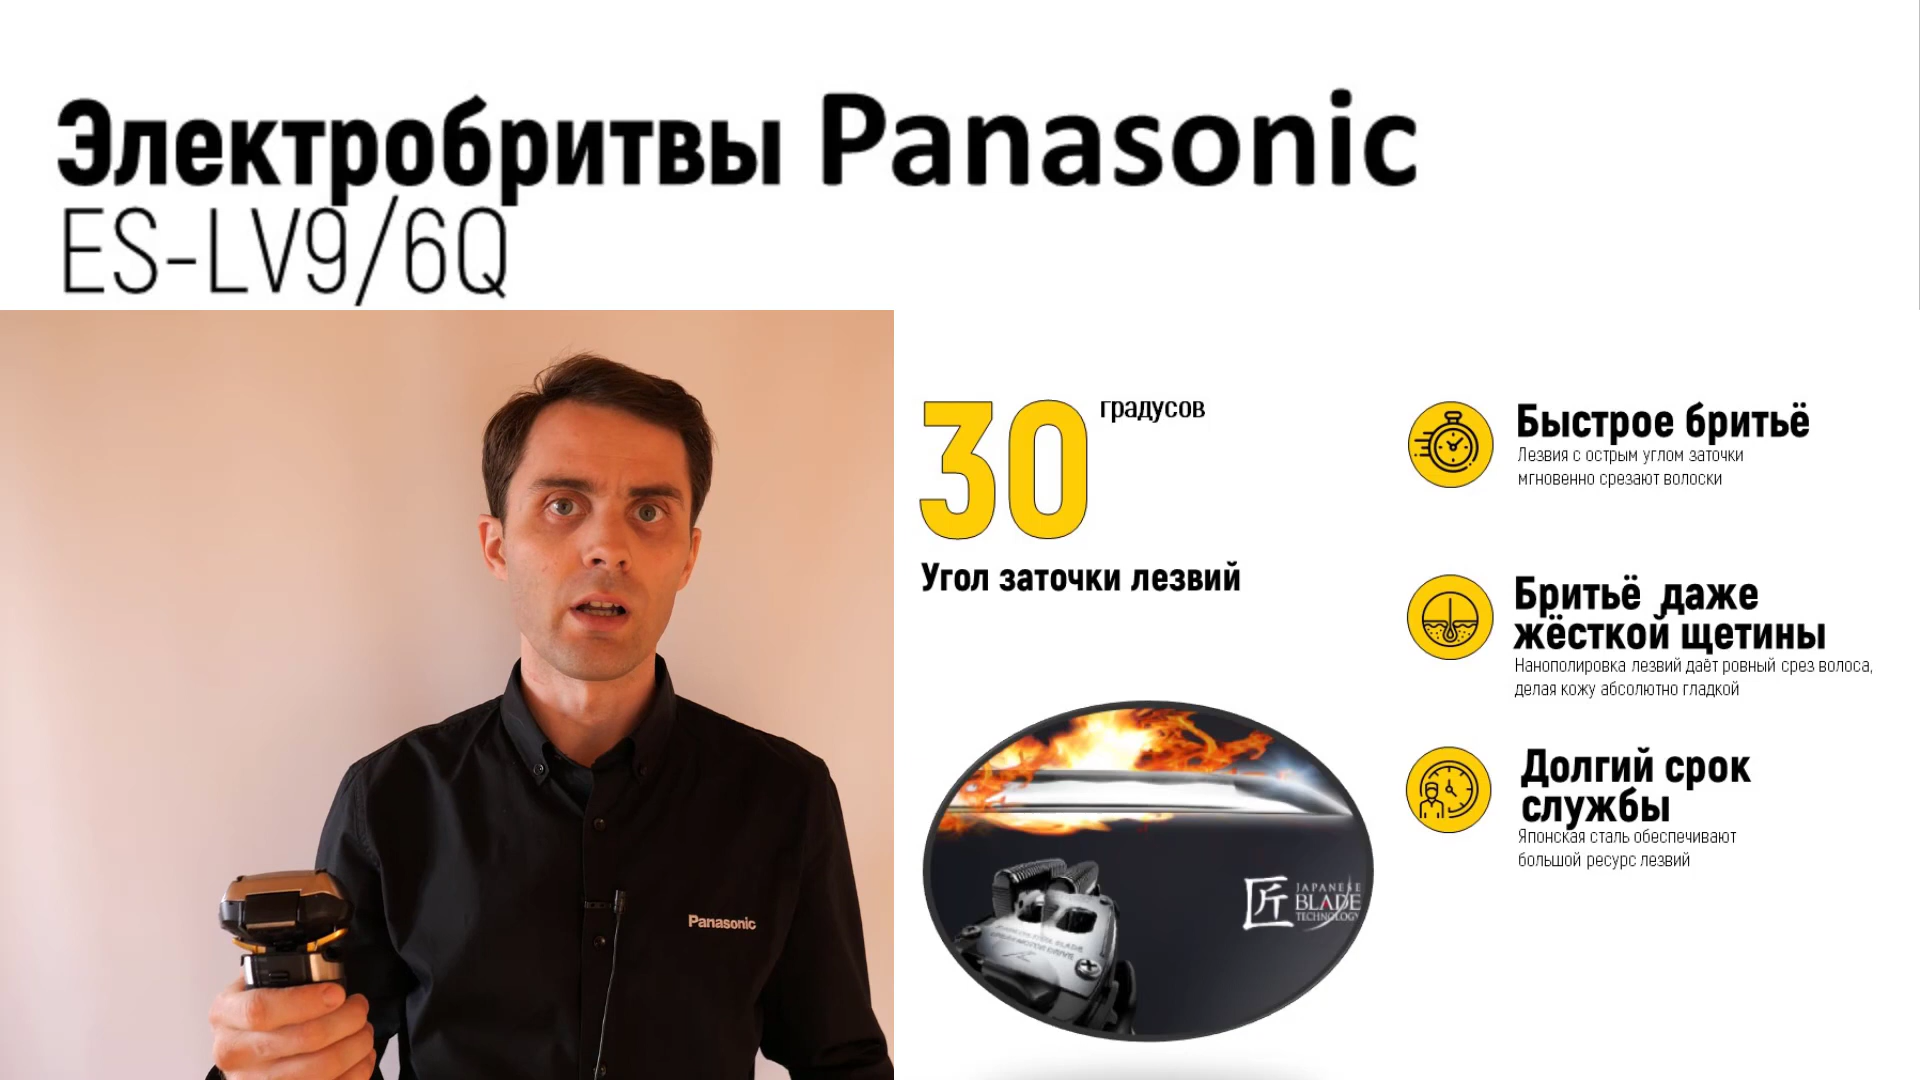 Электробритвы Panasonic
ES-LV9/6Q
30 градусов
Угол заточки лезвий
Быстрое бритьё
Лезвия с острым углом заточки
мгновенно срезают волоски
Бритьё даже
жёсткой щетины
Нанополировка лезвий даёт ровный срез волоса,
делая кожу абсолютно гладкой
Долгий срок
службы
Японская сталь обеспечивают
большой ресурс лезвий
Panasonic
匠 JAPANESE
BLADE
TECHNOLOGY